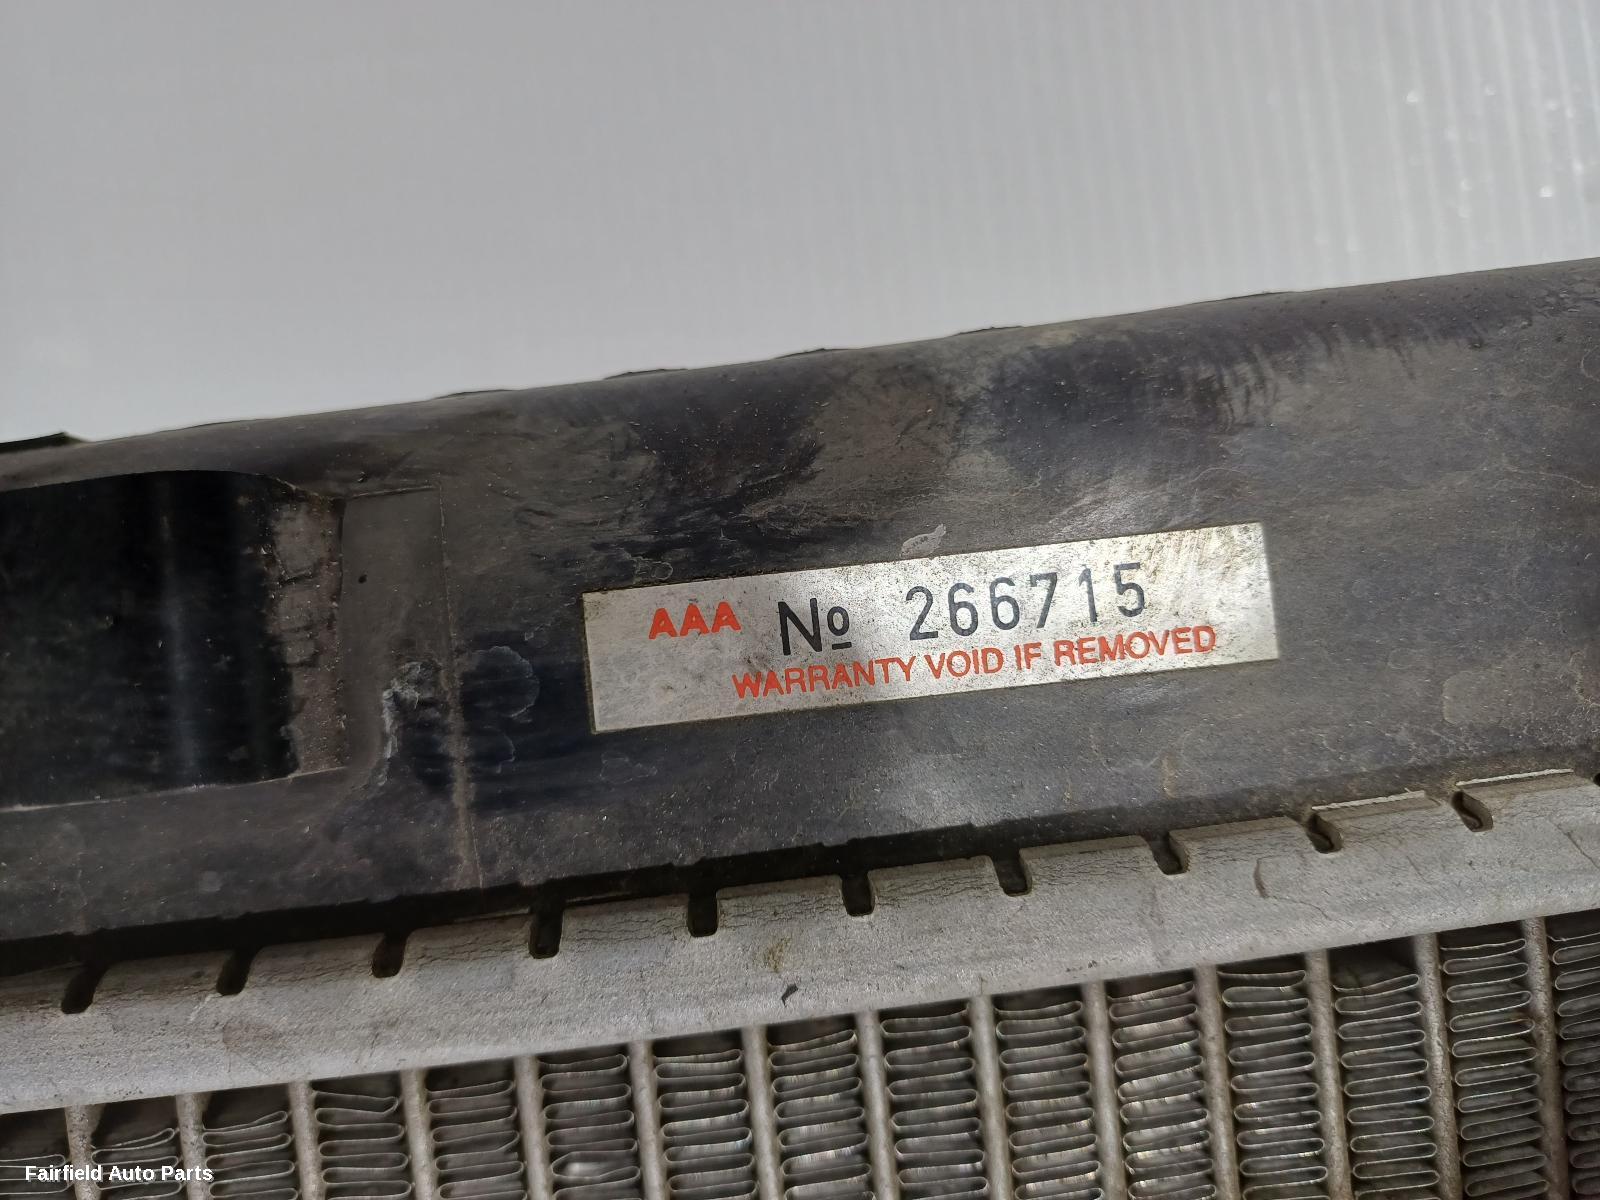 AAA № 266715
WARRANTY VOID IF REMOVED
Fairfield Auto Parts